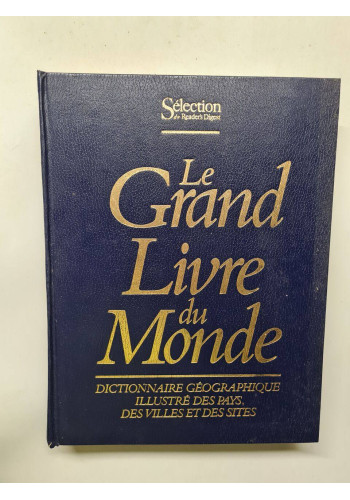 Sélection
du Reader's Digest
Le
Grand
Livre
du
Monde
DICTIONNAIRE GÉOGRAPHIQUE
ILLUSTRÉ DES PAYS,
DES VILLES ET DES SITES